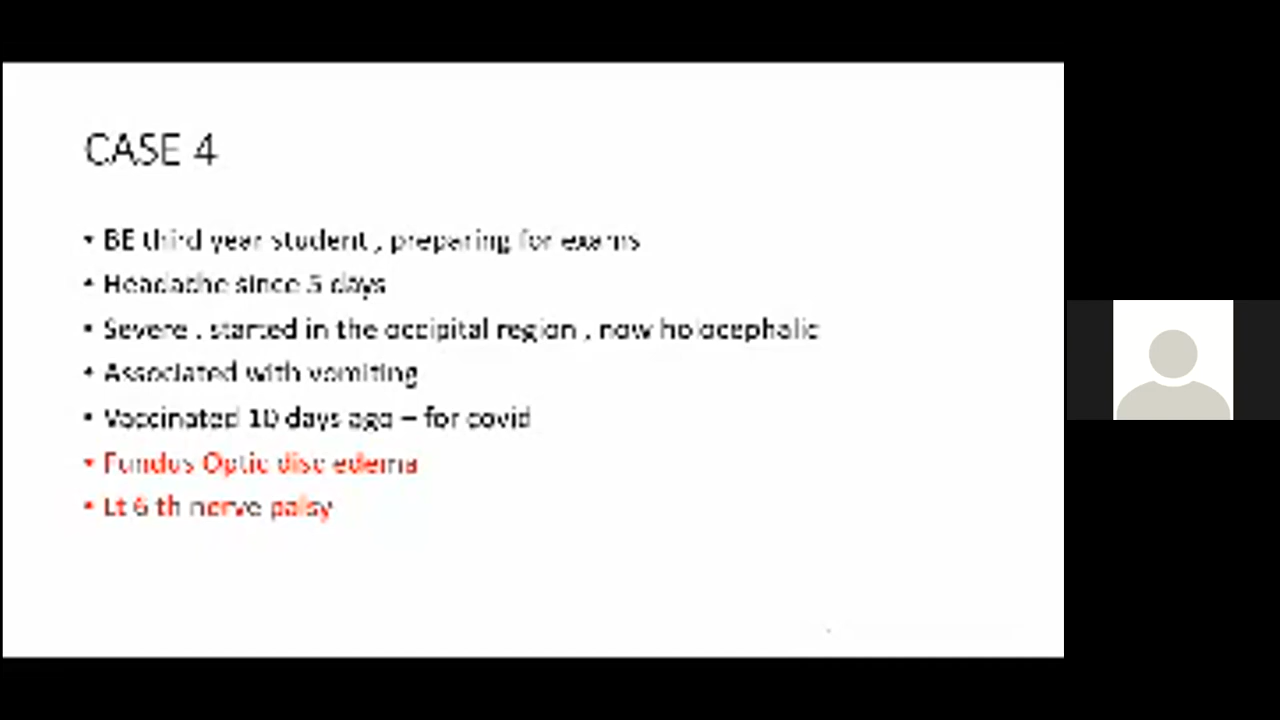 CASE 4
• BE third year student , preparing for exams
• Headache since 5 days
• Severe . started in the occipital region , now holocephalic
• Associated with vomiting
• Vaccinated 10 days ago – for covid
• Fundus Optic disc edema
• Lt 6 th nerve palsy